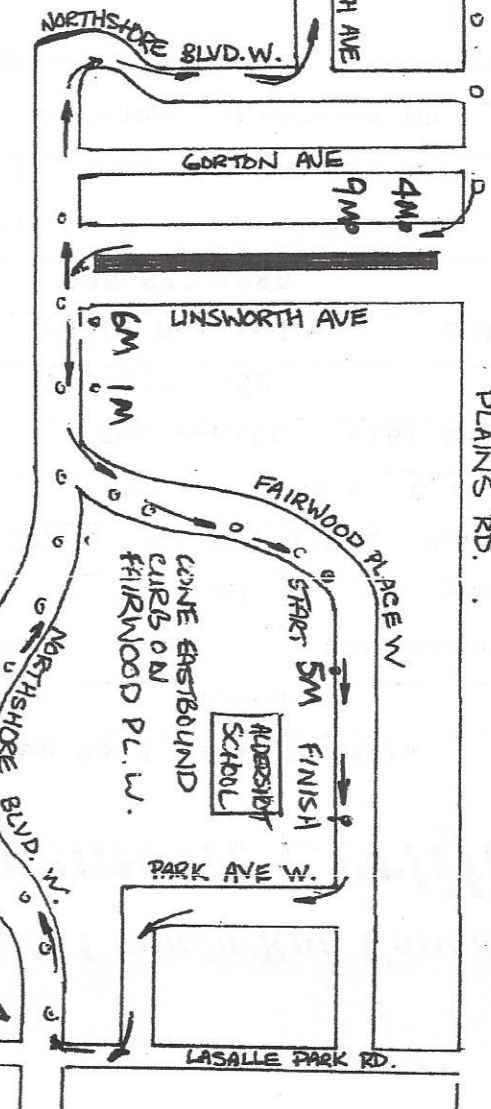 NORTHSHORE BLVD. W.
H AVE
GORTON AVE
4M
9M
LINSWORTH AVE
6M 1M
PLAINS RD.
FAIRWOOD PLACE W
START 5M FINISH
CONE EASTBOUND
CURB ON
FAIRWOOD PL. W.
ALDERSHOT
SCHOOL
NORTHSHORE BLVD. W.
PARK AVE W.
LASALLE PARK RD.